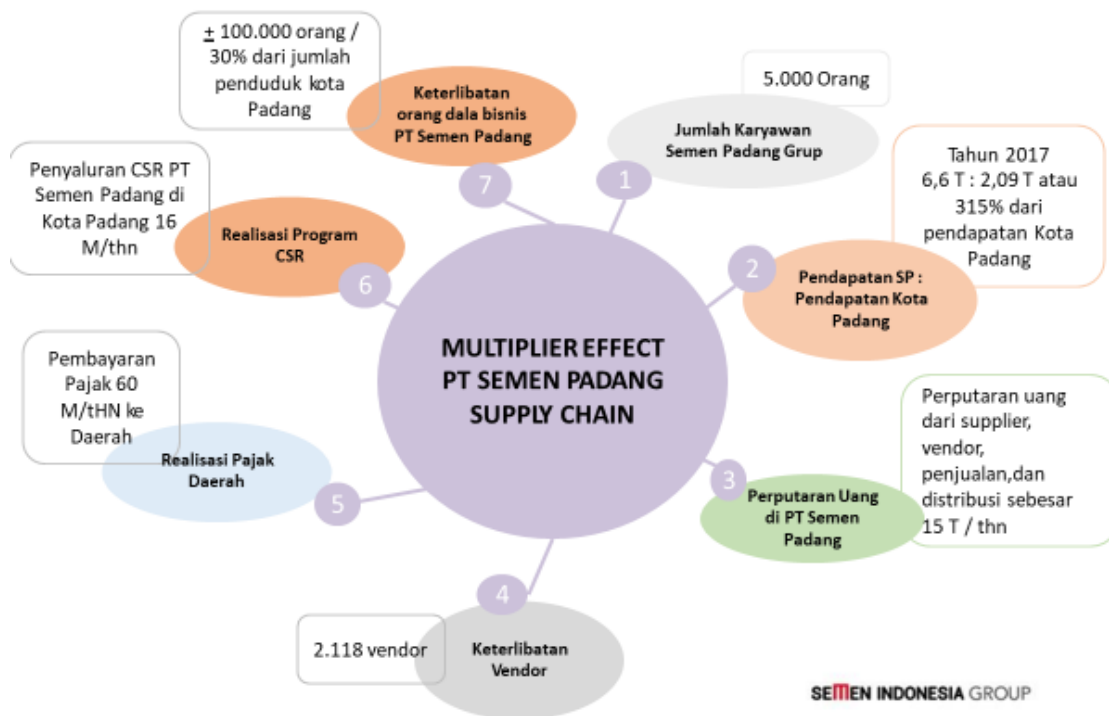 ± 100.000 orang /
30% dari jumlah
penduduk kota
Padang
Keterlibatan
orang dala bisnis
PT Semen Padang
7
5.000 Orang
Jumlah Karyawan
Semen Padang Grup
1
Tahun 2017
6,6 T : 2,09 T atau
315% dari
pendapatan Kota
Padang
2
Pendapatan SP :
Pendapatan Kota
Padang
Penyaluran CSR PT
Semen Padang di
Kota Padang 16
M/thn
Realisasi Program
CSR
6
MULTIPLIER EFFECT
PT SEMEN PADANG
SUPPLY CHAIN
Pembayaran
Pajak 60
M/tHN ke
Daerah
Realisasi Pajak
Daerah
5
Perputaran uang
dari supplier,
vendor,
penjualan,dan
distribusi sebesar
15 T / thn
3
Perputaran Uang
di PT Semen
Padang
4
2.118 vendor
Keterlibatan
Vendor
SEMEN INDONESIA GROUP